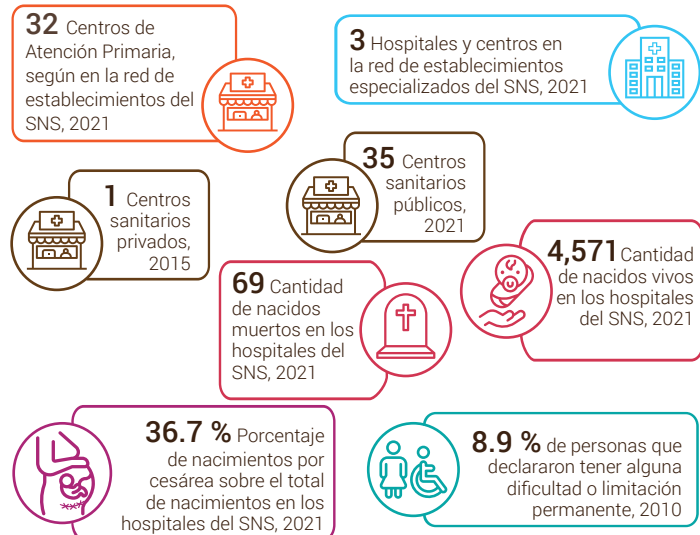 32 Centros de
Atención Primaria,
según en la red de
establecimientos del
SNS, 2021
3 Hospitales y centros en
la red de establecimientos
especializados del SNS, 2021
1 Centros
sanitarios
privados,
2015
35 Centros
sanitarios
públicos,
2021
69 Cantidad
de nacidos
muertos en los
hospitales del
SNS, 2021
4,571 Cantidad
de nacidos vivos
en los hospitales
del SNS, 2021
36.7 % Porcentaje
de nacimientos por
cesárea sobre el total
de nacimientos en los
hospitales del SNS, 2021
8.9 % de personas que
declararon tener alguna
dificultad o limitación
permanente, 2010